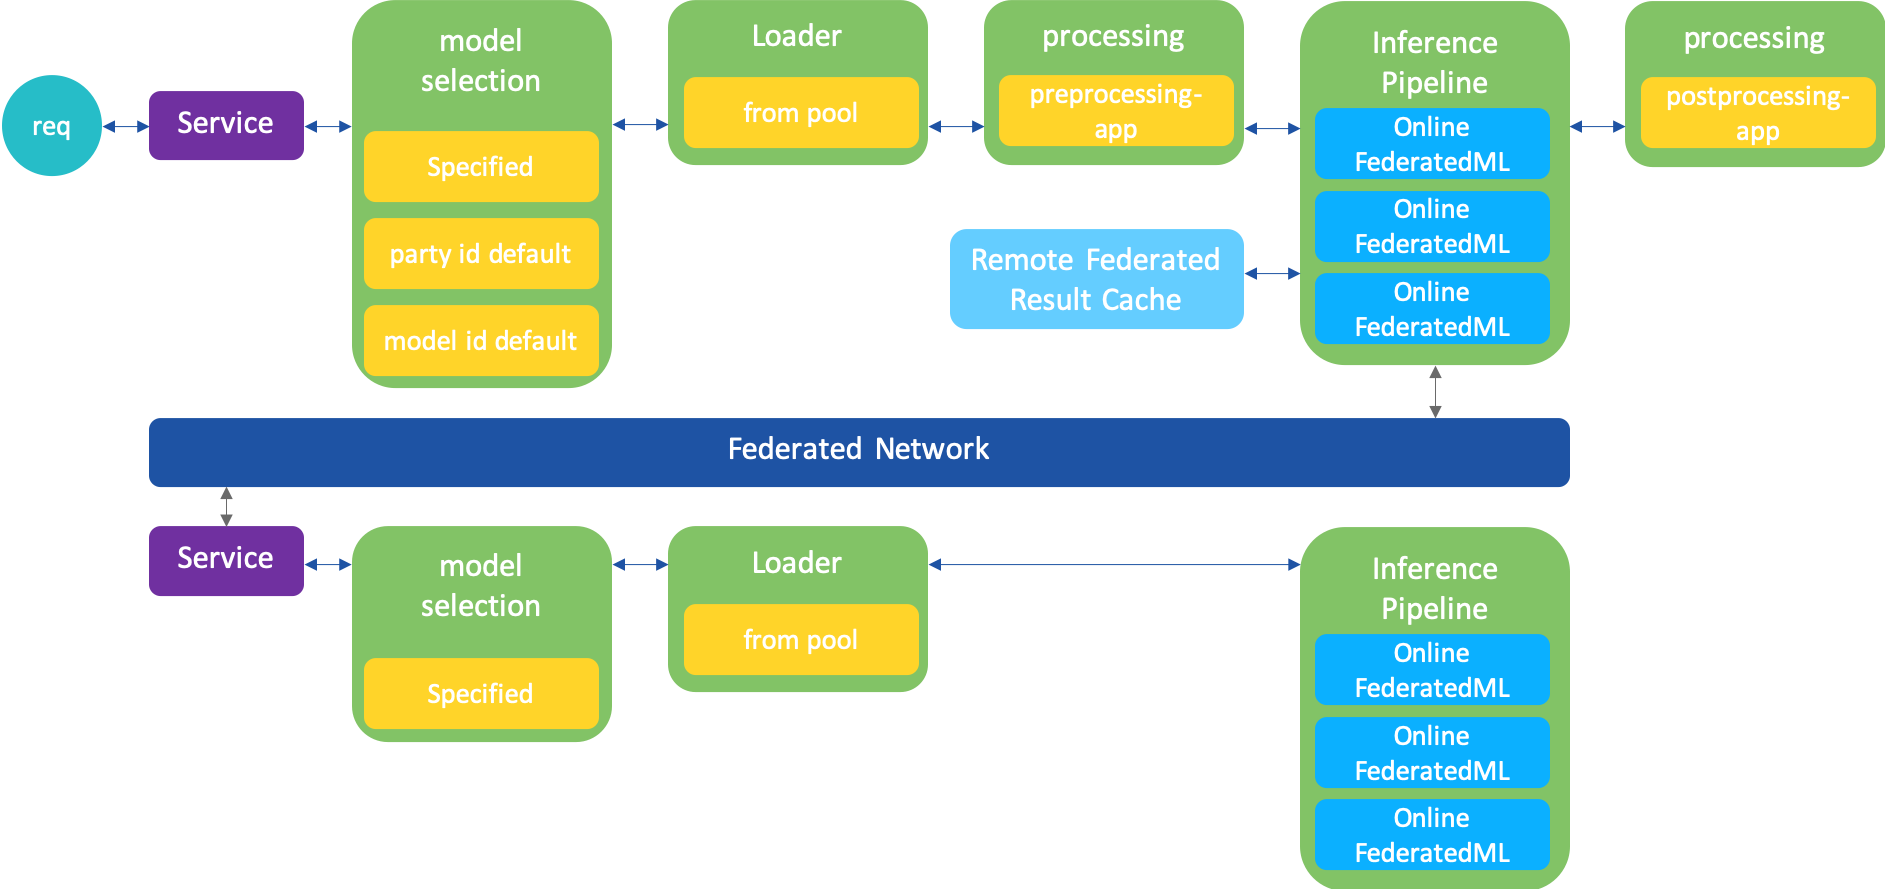 req
Service
model
selection
Specified
party id default
model id default
Loader
from pool
processing
preprocessing-
app
Inference
Pipeline
Online
FederatedML
Online
FederatedML
Online
FederatedML
processing
postprocessing-
app
Remote Federated
Result Cache
Federated Network
Service
model
selection
Specified
Loader
from pool
Inference
Pipeline
Online
FederatedML
Online
FederatedML
Online
FederatedML